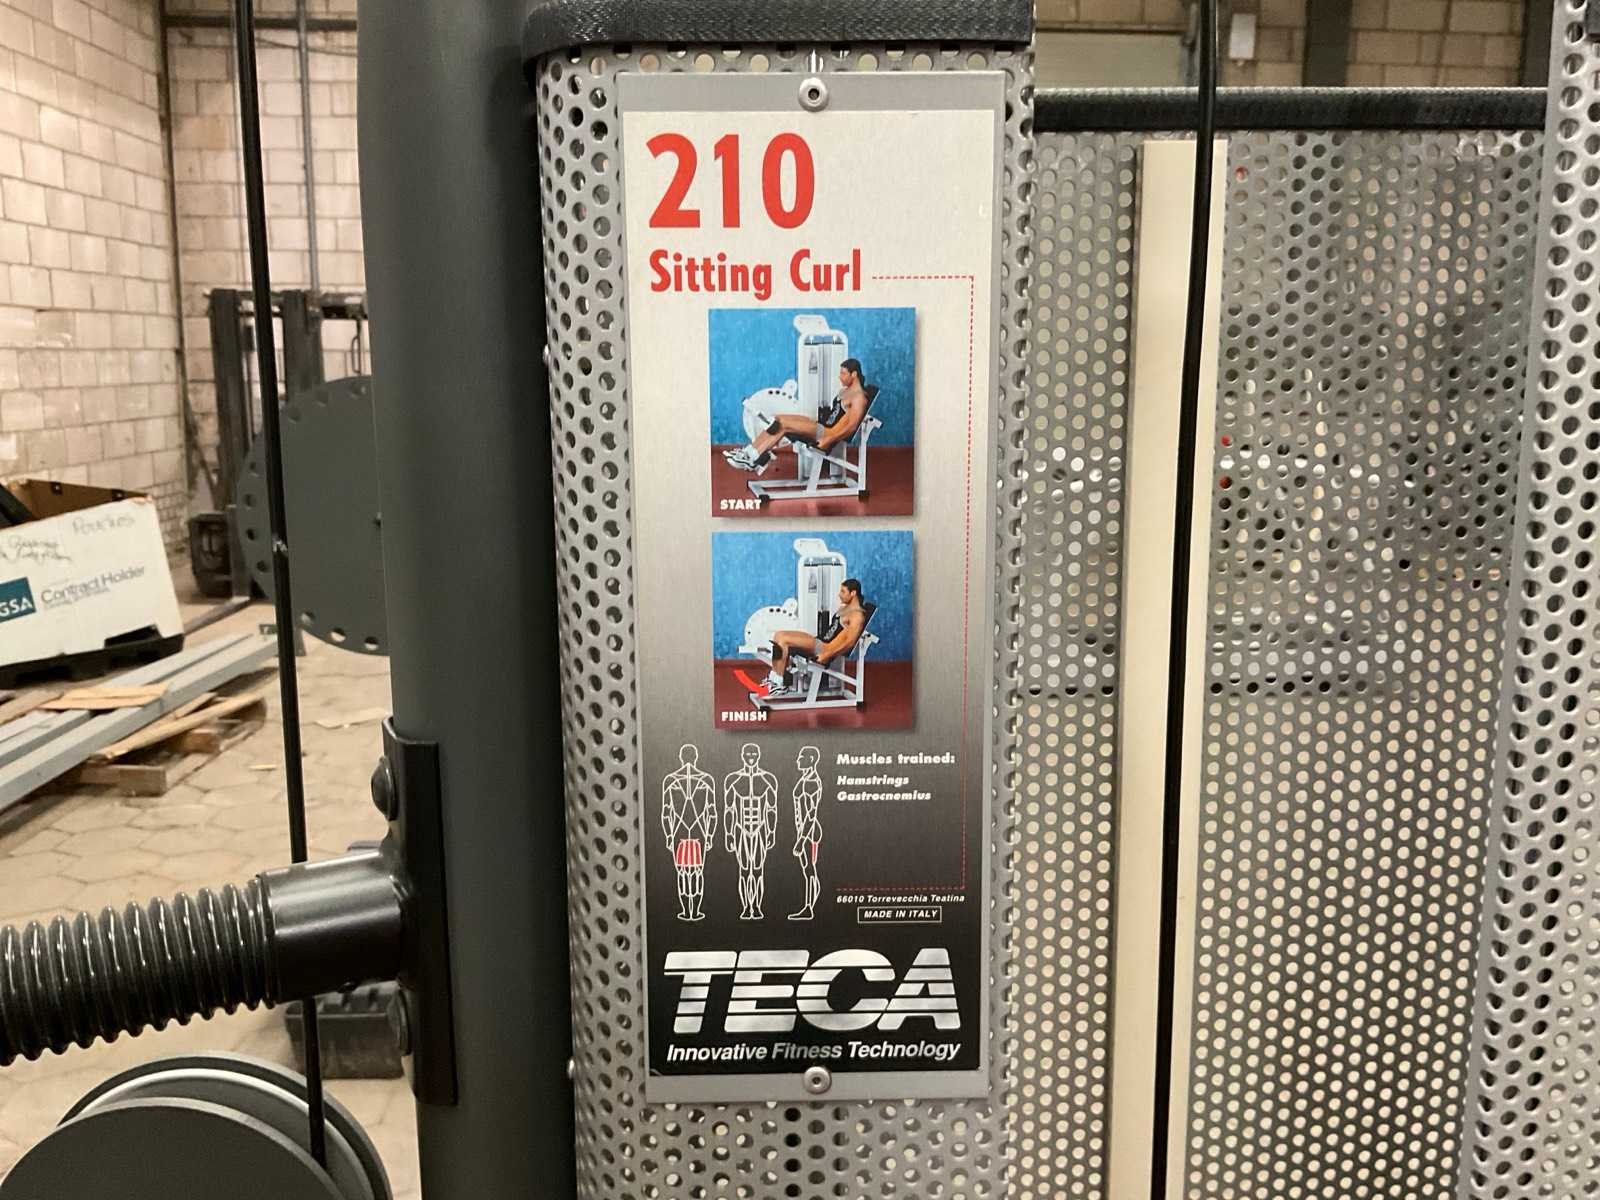 210
Sitting Curl
START
FINISH
Muscles trained:
Hamstrings
Gastrocnemius
66010 Torrevecchia Teatina
MADE IN ITALY
TECA
Innovative Fitness Technology
POUCHES
GSA
Contract Holder